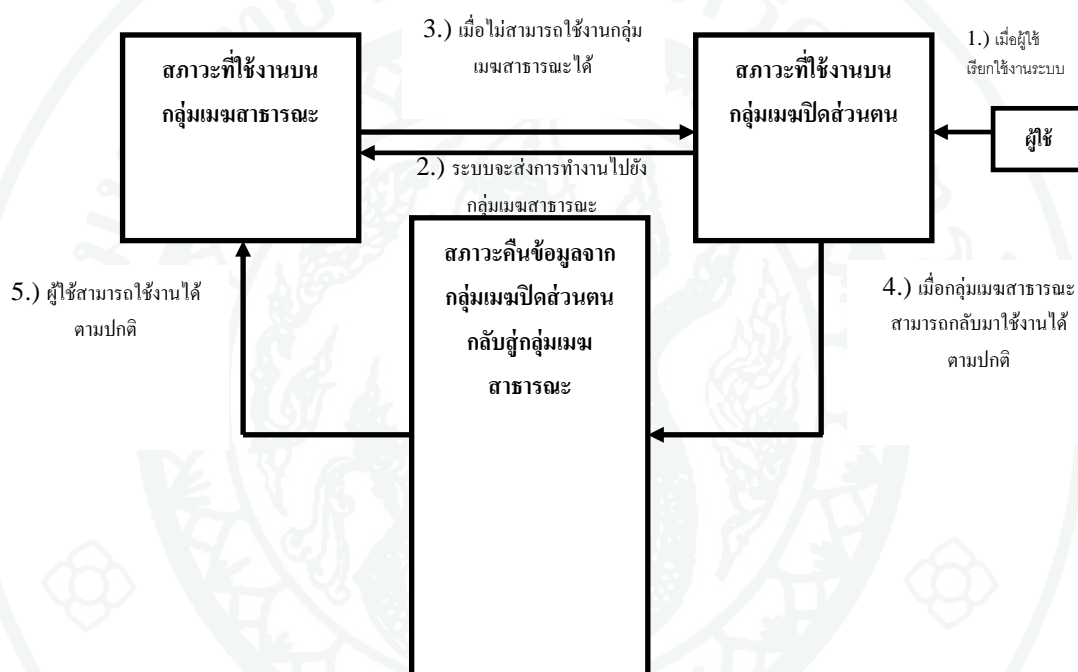 3.) เมื่อไม่สามารถใช้งานกลุ่ม
เมฆสาธารณะได้
1.) เมื่อผู้ใช้
เรียกใช้งานระบบ
สภาวะที่ใช้งานบน
กลุ่มเมฆสาธารณะ
สภาวะที่ใช้งานบน
กลุ่มเมฆปิดส่วนตน
ผู้ใช้
2.) ระบบจะส่งการทำงานไปยัง
กลุ่มเมฆสาธารณะ
สภาวะคืนข้อมูลจาก
กลุ่มเมฆปิดส่วนตน
กลับสู่กลุ่มเมฆ
สาธารณะ
5.) ผู้ใช้สามารถใช้งานได้
ตามปกติ
4.) เมื่อกลุ่มเมฆสาธารณะ
สามารถกลับมาใช้งานได้
ตามปกติ